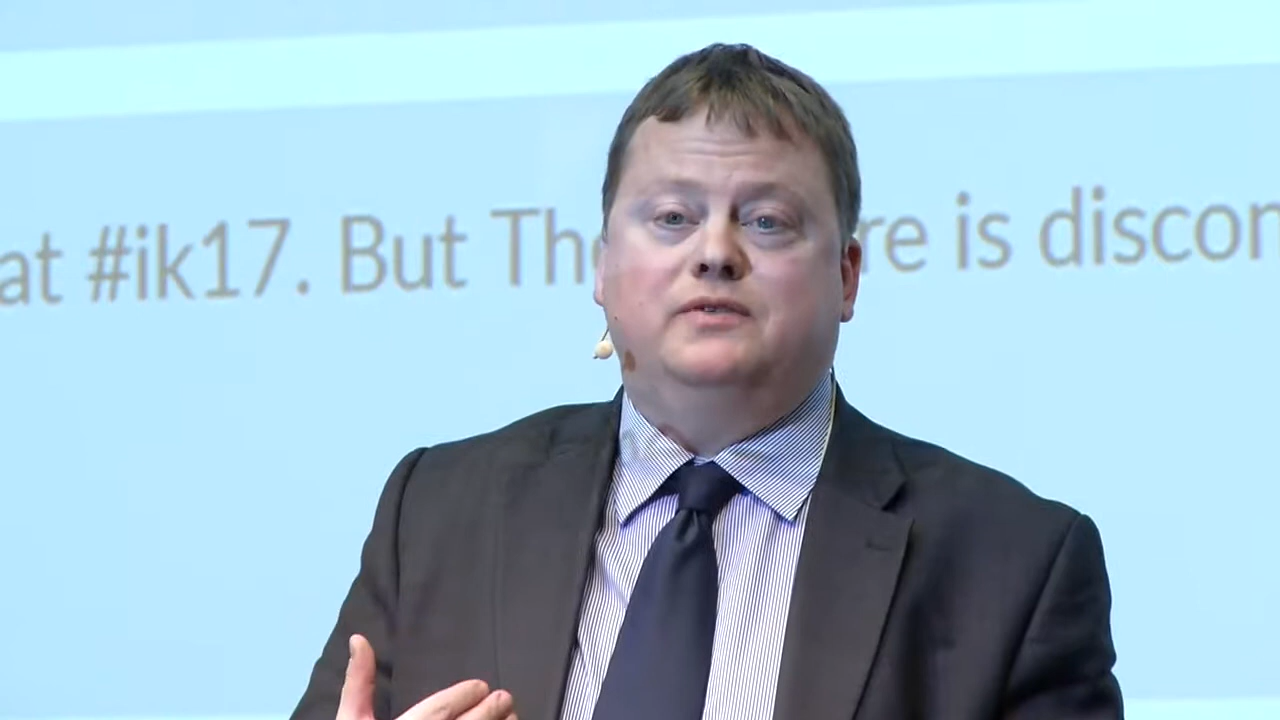 at #ik17. But Th re is discon